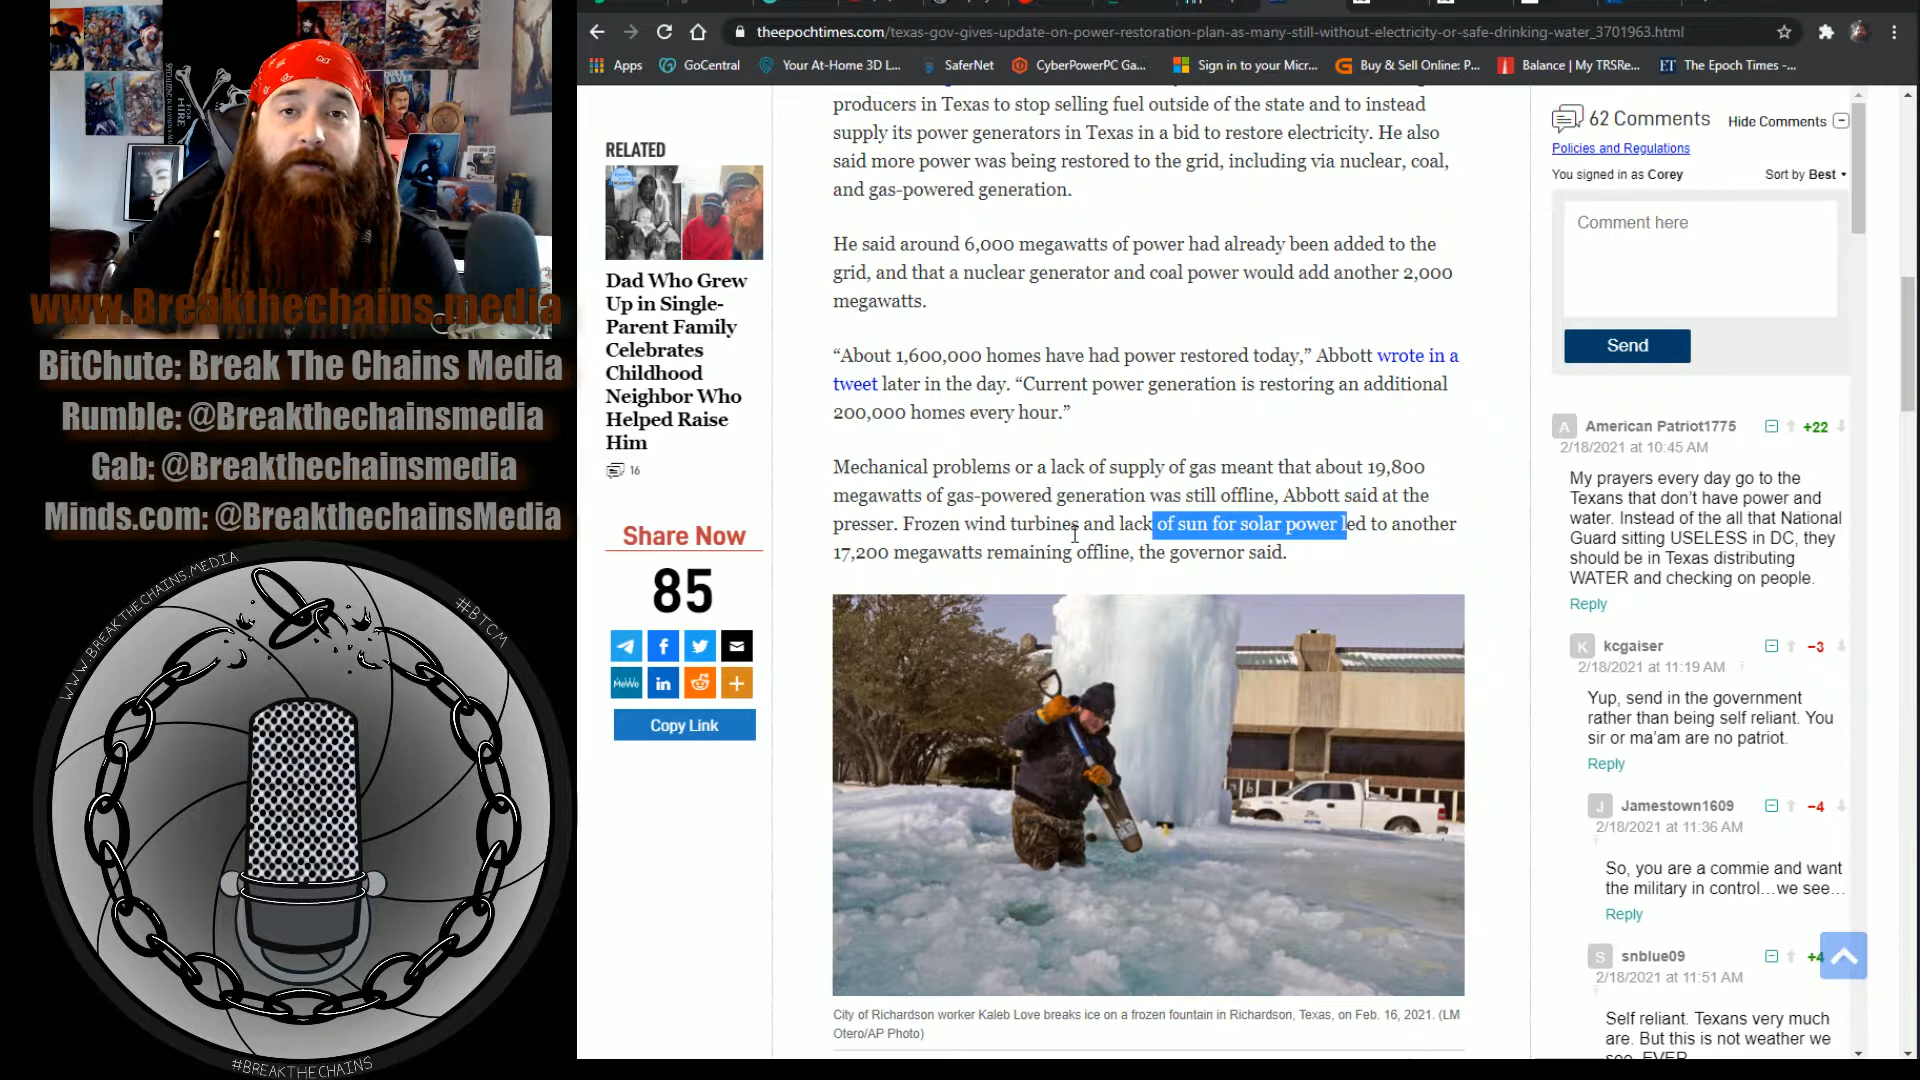 theepochtimes.com/texas-gov-gives-update-on-power-restoration-plan-as-many-still-without-electricity-or-safe-drinking-water_3701963.html
Apps
GoCentral
Your At-Home 3D L...
SaferNet
CyberPowerPC Ga...
Sign in to your Micr...
Buy & Sell Online: P...
Balance | My TRSRe...
ET The Epoch Times -...
www.Breakthechains.media
BitChute: Break The Chains Media
Rumble: @Breakthechainsmedia
Gab: @Breakthechainsmedia
Minds.com: @BreakthechainsMedia
WWW.BREAKTHECHAINS.MEDIA
#BTCM
#BREAKTHECHAINS
RELATED
Dad Who Grew
Up in Single-
Parent Family
Celebrates
Childhood
Neighbor Who
Helped Raise
Him
16
Share Now
85
MeWe
Copy Link
producers in Texas to stop selling fuel outside of the state and to instead
supply its power generators in Texas in a bid to restore electricity. He also
said more power was being restored to the grid, including via nuclear, coal,
and gas-powered generation.
He said around 6,000 megawatts of power had already been added to the
grid, and that a nuclear generator and coal power would add another 2,000
megawatts.
“About 1,600,000 homes have had power restored today,” Abbott wrote in a
tweet later in the day. “Current power generation is restoring an additional
200,000 homes every hour.”
Mechanical problems or a lack of supply of gas meant that about 19,800
megawatts of gas-powered generation was still offline, Abbott said at the
presser. Frozen wind turbines and lack of sun for solar power led to another
17,200 megawatts remaining offline, the governor said.
City of Richardson worker Kaleb Love breaks ice on a frozen fountain in Richardson, Texas, on Feb. 16, 2021. (LM
Otero/AP Photo)
62 Comments
Hide Comments
Policies and Regulations
You signed in as Corey
Sort by Best
Comment here
Send
A American Patriot1775 +22
2/18/2021 at 10:45 AM
My prayers every day go to the
Texans that don’t have power and
water. Instead of the all that National
Guard sitting USELESS in DC, they
should be in Texas distributing
WATER and checking on people.
Reply
K kcgaiser −3
2/18/2021 at 11:19 AM
Yup, send in the government
rather than being self reliant. You
sir or ma’am are no patriot.
Reply
J Jamestown1609 −4
2/18/2021 at 11:36 AM
So, you are a commie and want
the military in control…we see…
Reply
S snblue09 +4
2/18/2021 at 11:51 AM
Self reliant. Texans very much
are. But this is not weather we
see EVER